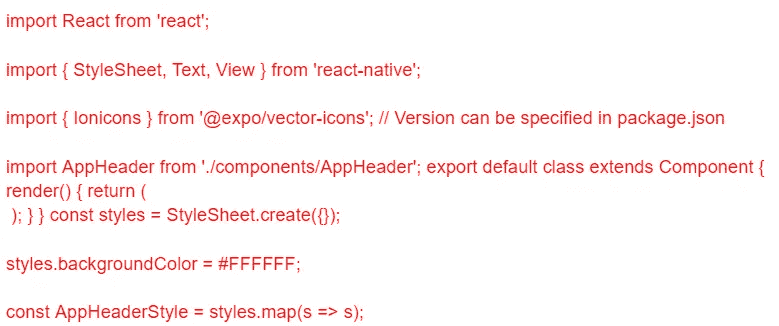 import React from 'react';
import { StyleSheet, Text, View } from 'react-native';
import { Ionicons } from '@expo/vector-icons'; // Version can be specified in package.json
import AppHeader from './components/AppHeader'; export default class extends Component {
render() { return (
); } } const styles = StyleSheet.create({});
styles.backgroundColor = #FFFFFF;
const AppHeaderStyle = styles.map(s => s);